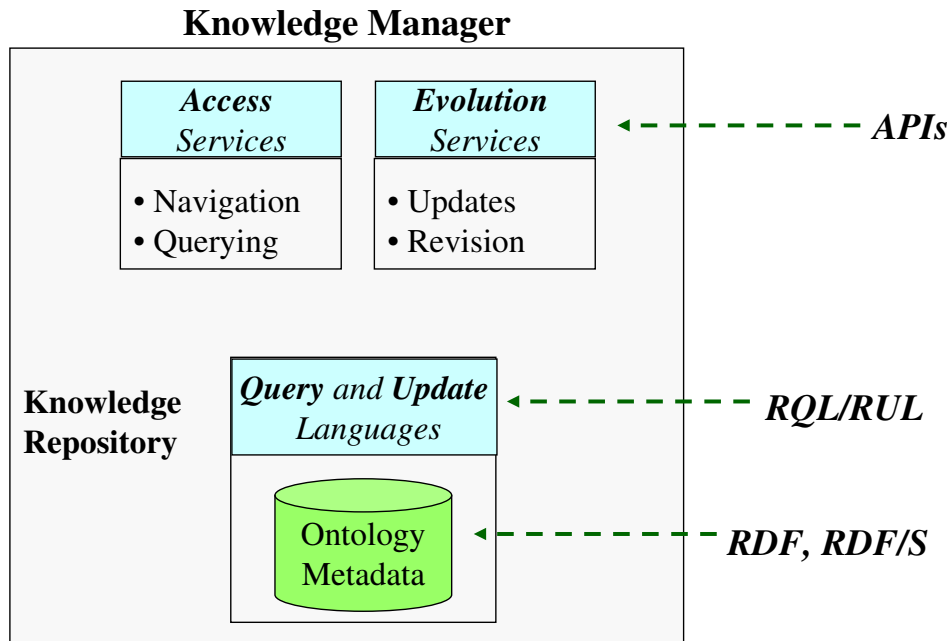 Knowledge Manager
Access
Services
• Navigation
• Querying
Evolution
Services
• Updates
• Revision
APIs
Knowledge
Repository
Query and Update
Languages
RQL/RUL
Ontology
Metadata
RDF, RDF/S